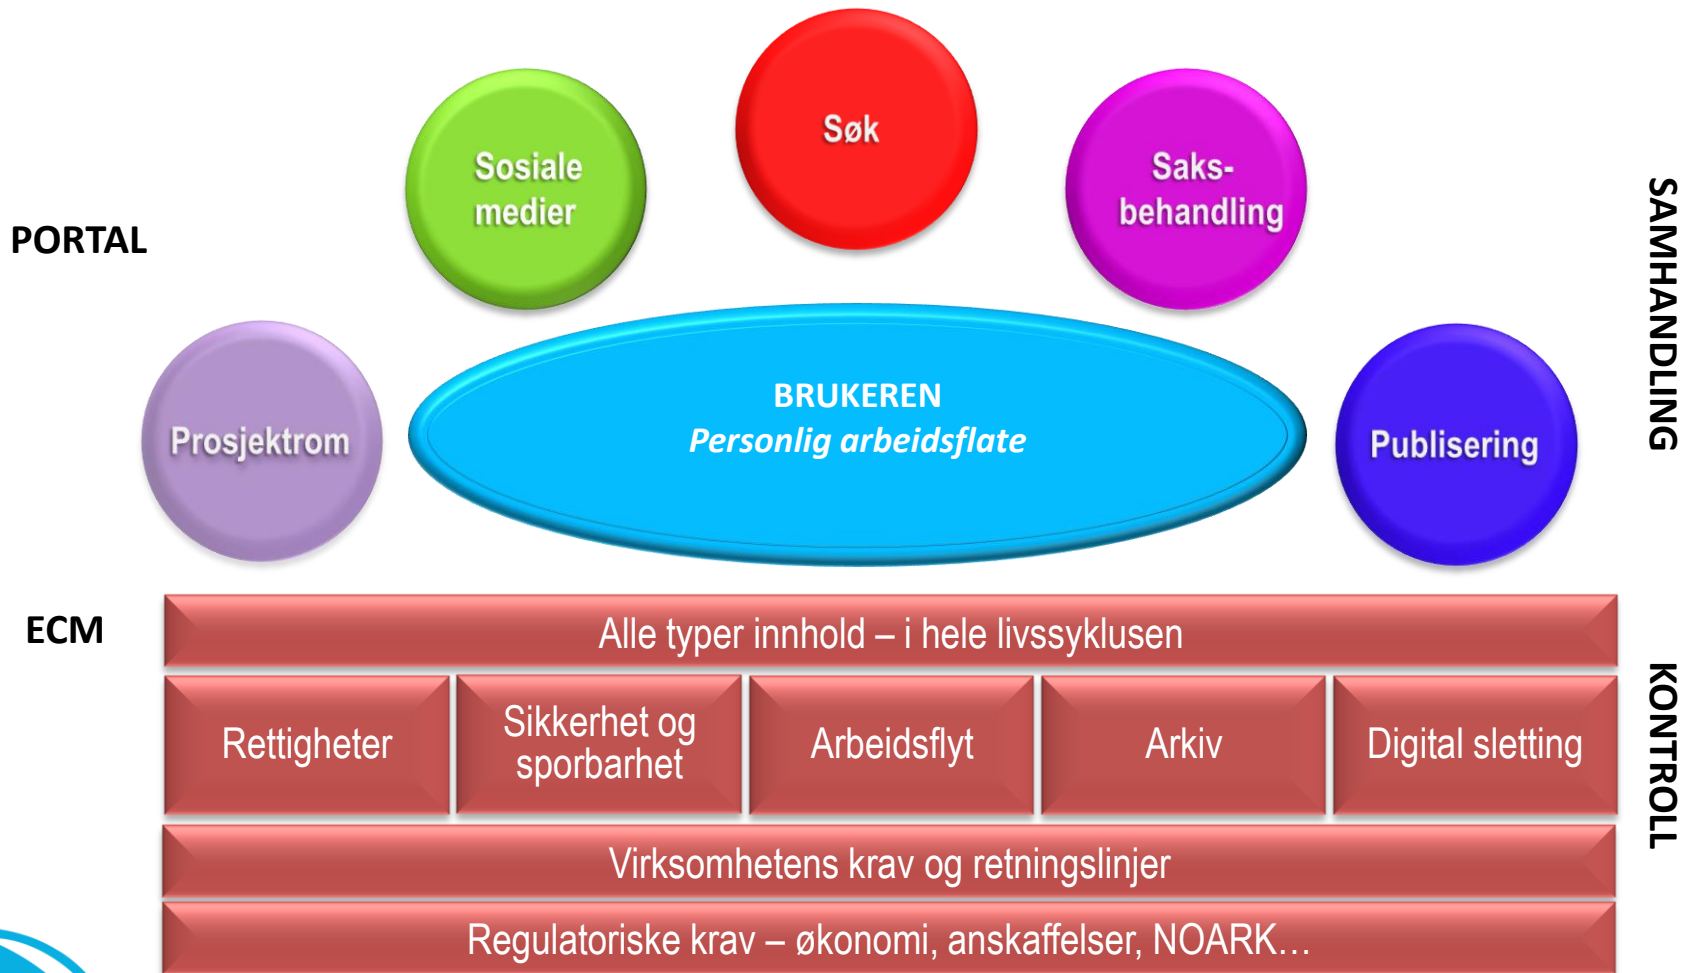 Søk
Sosiale
medier
Saks-
behandling
PORTAL
SAMHANDLING
BRUKEREN
Personlig arbeidsflate
Prosjektrom
Publisering
ECM
Alle typer innhold – i hele livssyklusen
KONTROLL
Rettigheter
Sikkerhet og
sporbarhet
Arbeidsflyt
Arkiv
Digital sletting
Virksomhetens krav og retningslinjer
Regulatoriske krav – økonomi, anskaffelser, NOARK…